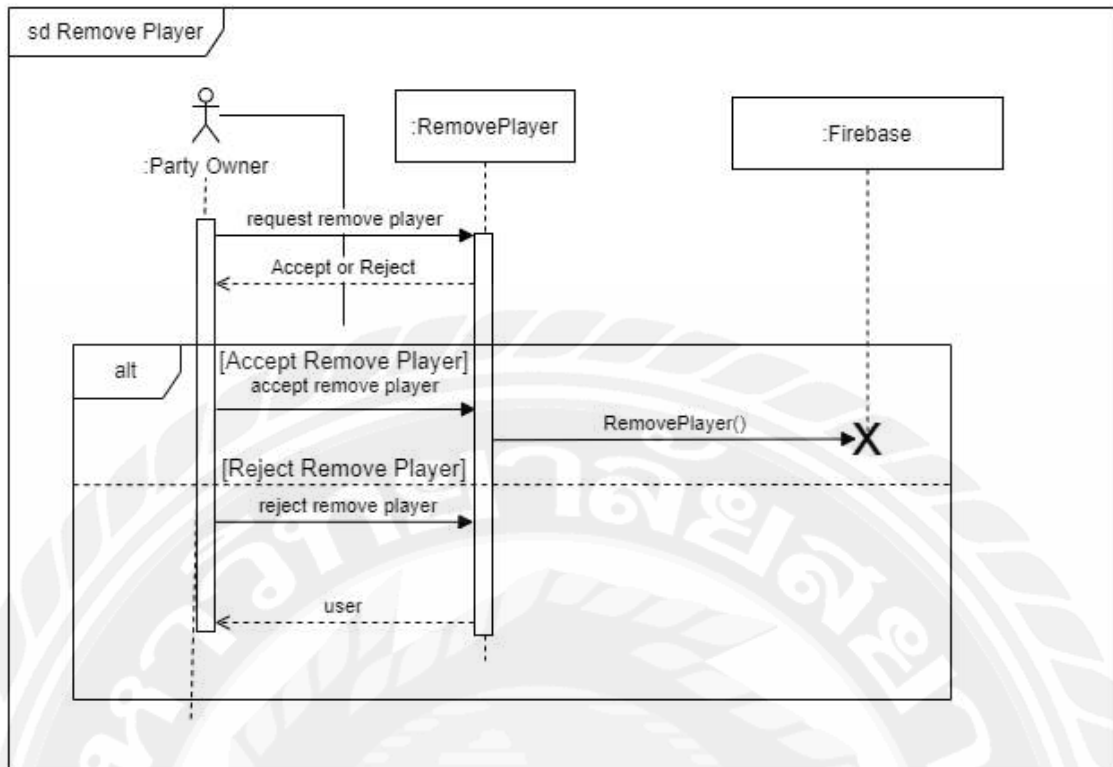 sd Remove Player
:Party Owner
:RemovePlayer
:Firebase
request remove player
Accept or Reject
alt
[Accept Remove Player]
accept remove player
RemovePlayer()
[Reject Remove Player]
reject remove player
user